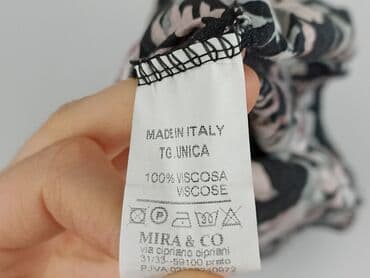 MADE IN ITALY
TG.UNICA
100% VISCOSA
VISCOSE
MIRA & CO
via cipriano cipriani
31/33-59100 prato
P.IVA